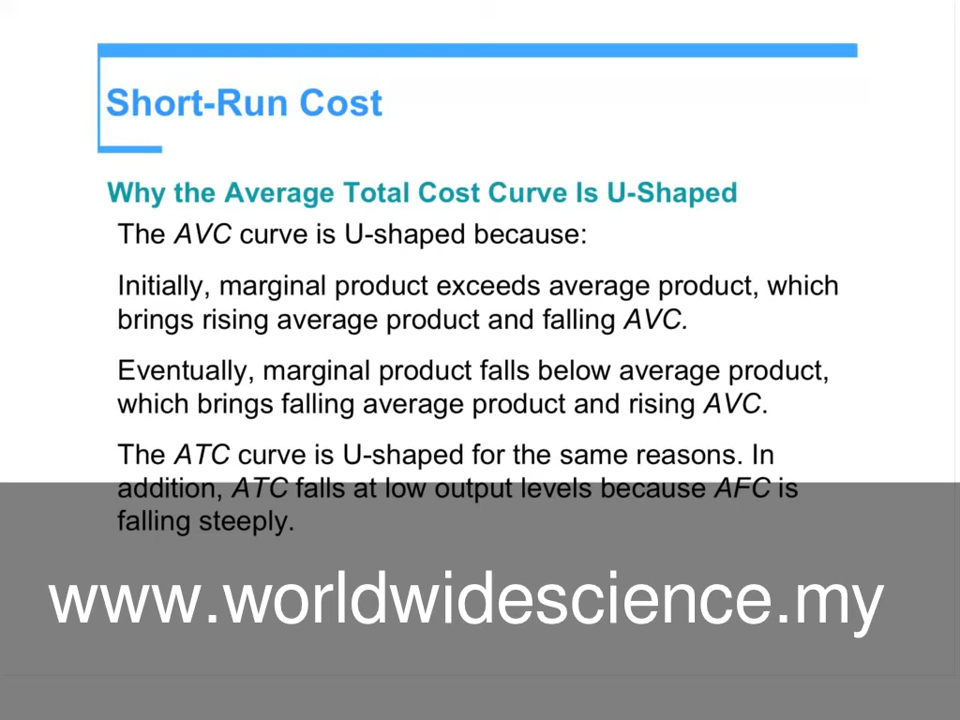 Short-Run Cost
Why the Average Total Cost Curve Is U-Shaped
The AVC curve is U-shaped because:
Initially, marginal product exceeds average product, which
brings rising average product and falling AVC.
Eventually, marginal product falls below average product,
which brings falling average product and rising AVC.
The ATC curve is U-shaped for the same reasons. In
addition, ATC falls at low output levels because AFC is
falling steeply.
www.worldwidescience.my